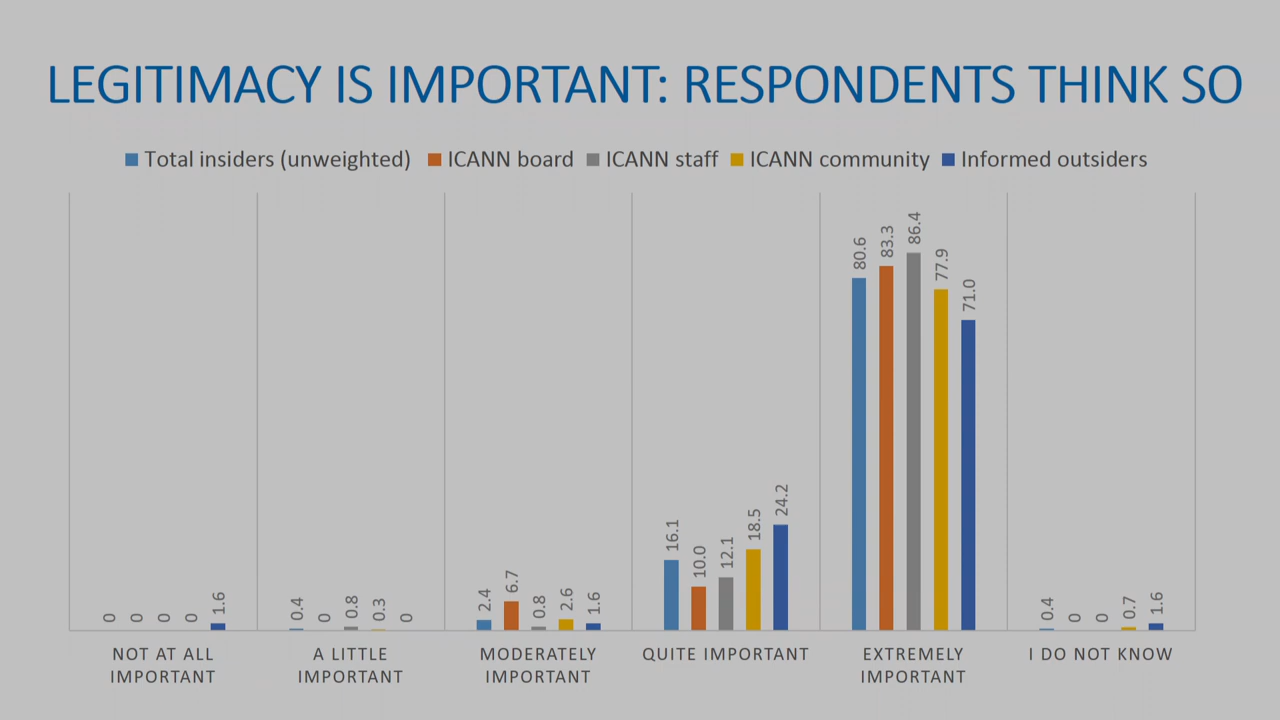 LEGITIMACY IS IMPORTANT: RESPONDENTS THINK SO
Total insiders (unweighted) ICANN board ICANN staff ICANN community Informed outsiders
0 0 0 0 1.6
0.4 0 0.8 0.3 0
2.4 6.7 0.8 2.6 1.6
16.1 10.0 12.1 18.5 24.2
80.6 83.3 86.4 77.9 71.0
0.4 0 0 0.7 1.6
NOT AT ALL
IMPORTANT
A LITTLE
IMPORTANT
MODERATELY
IMPORTANT
QUITE IMPORTANT
EXTREMELY
IMPORTANT
I DO NOT KNOW